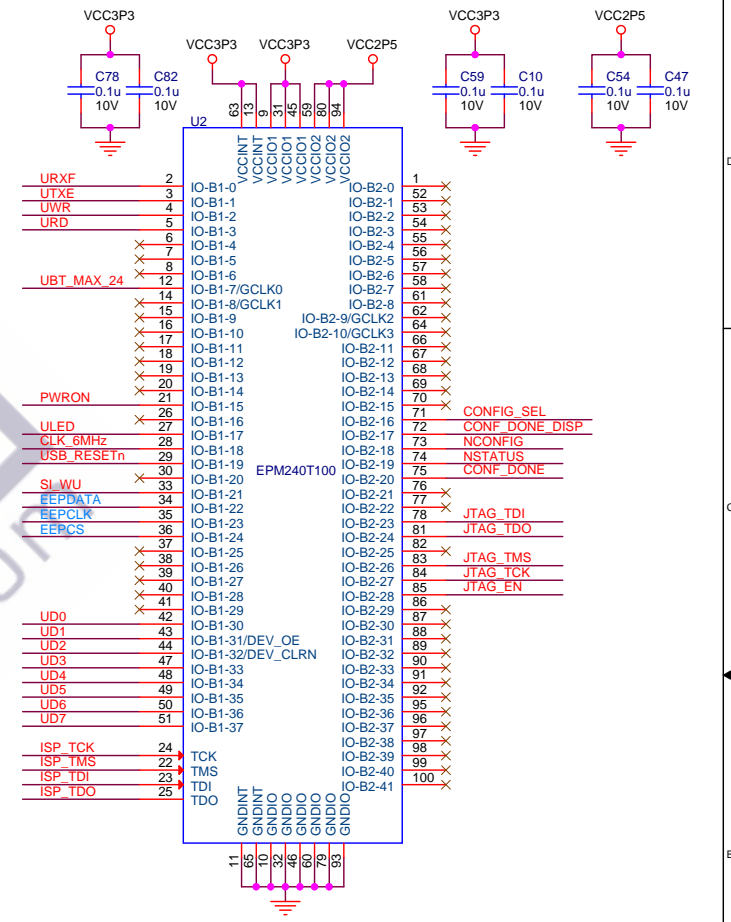 VCC3P3 VCC3P3 VCC3P3 VCC2P5 VCC3P3 VCC2P5
C78 0.1u 10V
C82 0.1u 10V
C59 0.1u 10V
C10 0.1u 10V
C54 0.1u 10V
C47 0.1u 10V
63 13 9 31 45 59 80 94
U2
VCCINT VCCINT VCCIO1 VCCIO1 VCCIO1 VCCIO2 VCCIO2 VCCIO2
URXF 2 IO-B1-0
UTXE 3 IO-B1-1
UWR 4 IO-B1-2
URD 5 IO-B1-3
6 IO-B1-4
7 IO-B1-5
8 IO-B1-6
UBT_MAX_24 12 IO-B1-7/GCLK0
14 IO-B1-8/GCLK1
15 IO-B1-9
16 IO-B1-10
17 IO-B1-11
18 IO-B1-12
19 IO-B1-13
20 IO-B1-14
PWRON 21 IO-B1-15
26 IO-B1-16
ULED 27 IO-B1-17
CLK_6MHz 28 IO-B1-18
USB_RESETn 29 IO-B1-19
30 IO-B1-20
SI_WU 33 IO-B1-21
EEPDATA 34 IO-B1-22
EEPCLK 35 IO-B1-23
EEPCS 36 IO-B1-24
37 IO-B1-25
38 IO-B1-26
39 IO-B1-27
40 IO-B1-28
41 IO-B1-29
UD0 42 IO-B1-30
UD1 43 IO-B1-31/DEV_OE
UD2 44 IO-B1-32/DEV_CLRN
UD3 47 IO-B1-33
UD4 48 IO-B1-34
UD5 49 IO-B1-35
UD6 50 IO-B1-36
UD7 51 IO-B1-37
ISP_TCK 24 TCK
ISP_TMS 22 TMS
ISP_TDI 23 TDI
ISP_TDO 25 TDO
EPM240T100
IO-B2-0 1
IO-B2-1 52
IO-B2-2 53
IO-B2-3 54
IO-B2-4 55
IO-B2-5 56
IO-B2-6 57
IO-B2-7 58
IO-B2-8 61
IO-B2-9/GCLK2 62
IO-B2-10/GCLK3 64
IO-B2-11 66
IO-B2-12 67
IO-B2-13 68
IO-B2-14 69
IO-B2-15 70
IO-B2-16 71 CONFIG_SEL
IO-B2-17 72 CONF_DONE_DISP
IO-B2-18 73 NCONFIG
IO-B2-19 74 NSTATUS
IO-B2-20 75 CONF_DONE
IO-B2-21 76
IO-B2-22 77
IO-B2-23 78 JTAG_TDI
IO-B2-24 81 JTAG_TDO
IO-B2-25 82
IO-B2-26 83 JTAG_TMS
IO-B2-27 84 JTAG_TCK
IO-B2-28 85 JTAG_EN
IO-B2-29 86
IO-B2-30 87
IO-B2-31 88
IO-B2-32 89
IO-B2-33 90
IO-B2-34 91
IO-B2-35 92
IO-B2-36 95
IO-B2-37 96
IO-B2-38 97
IO-B2-39 98
IO-B2-40 99
IO-B2-41 100
GNDINT GNDINT GNDIO GNDIO GNDIO GNDIO GNDIO GNDIO
11 65 10 32 46 60 79 93